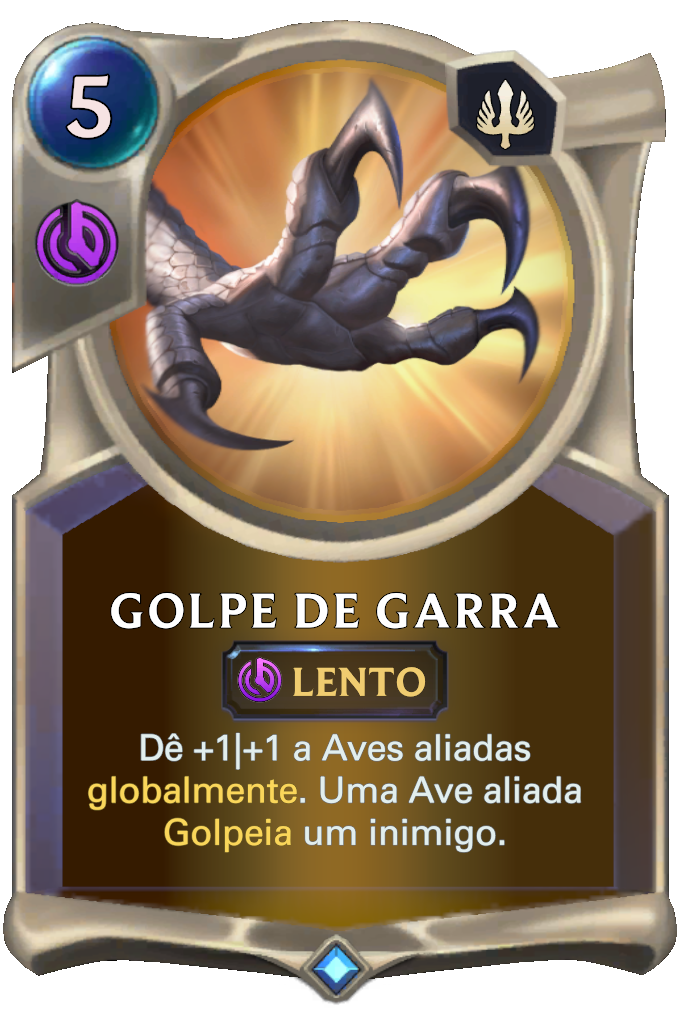 5
GOLPE DE GARRA
LENTO
Dê +1|+1 a Aves aliadas
globalmente. Uma Ave aliada
Golpeia um inimigo.